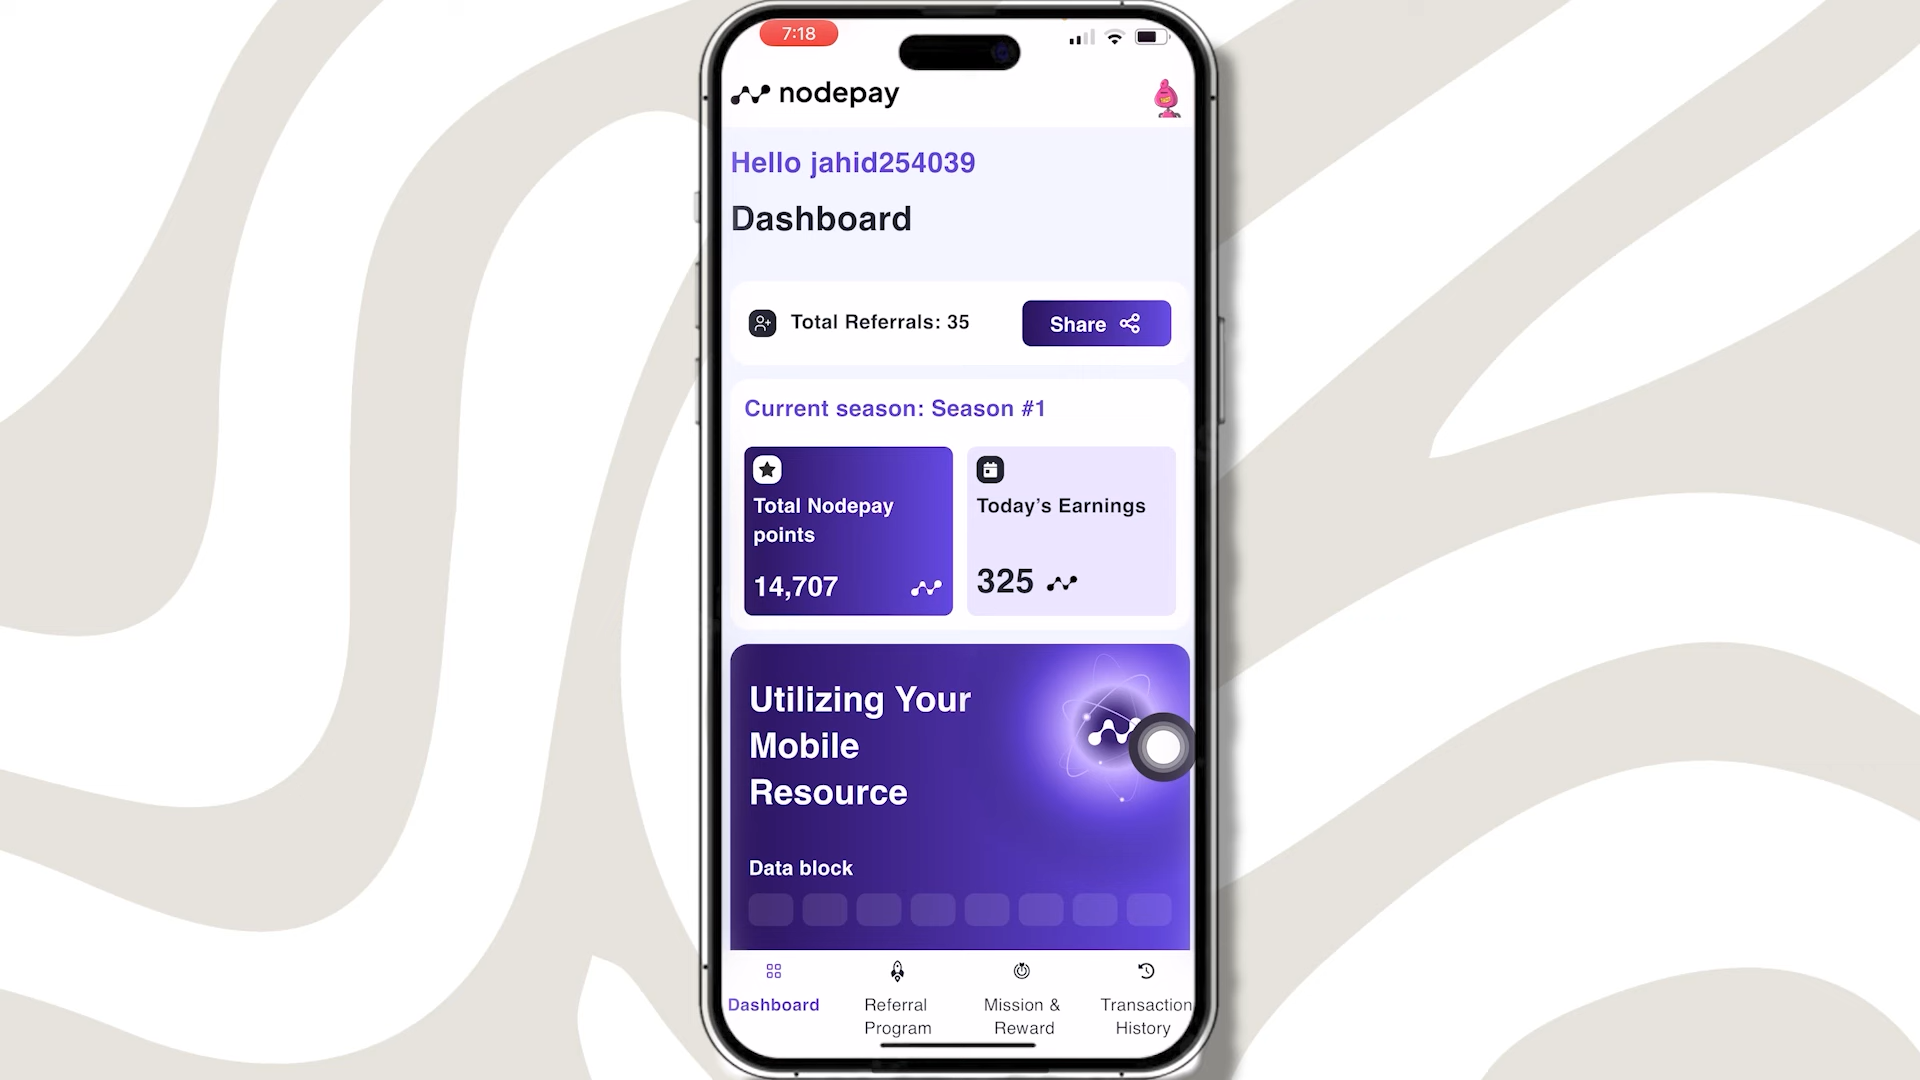 7:18
nodepay
Hello jahid254039
Dashboard
Total Referrals: 35
Share
Current season: Season #1
Total Nodepay
points
14,707
Today’s Earnings
325
Utilizing Your
Mobile
Resource
Data block
Dashboard
Referral
Program
Mission &
Reward
Transaction
History